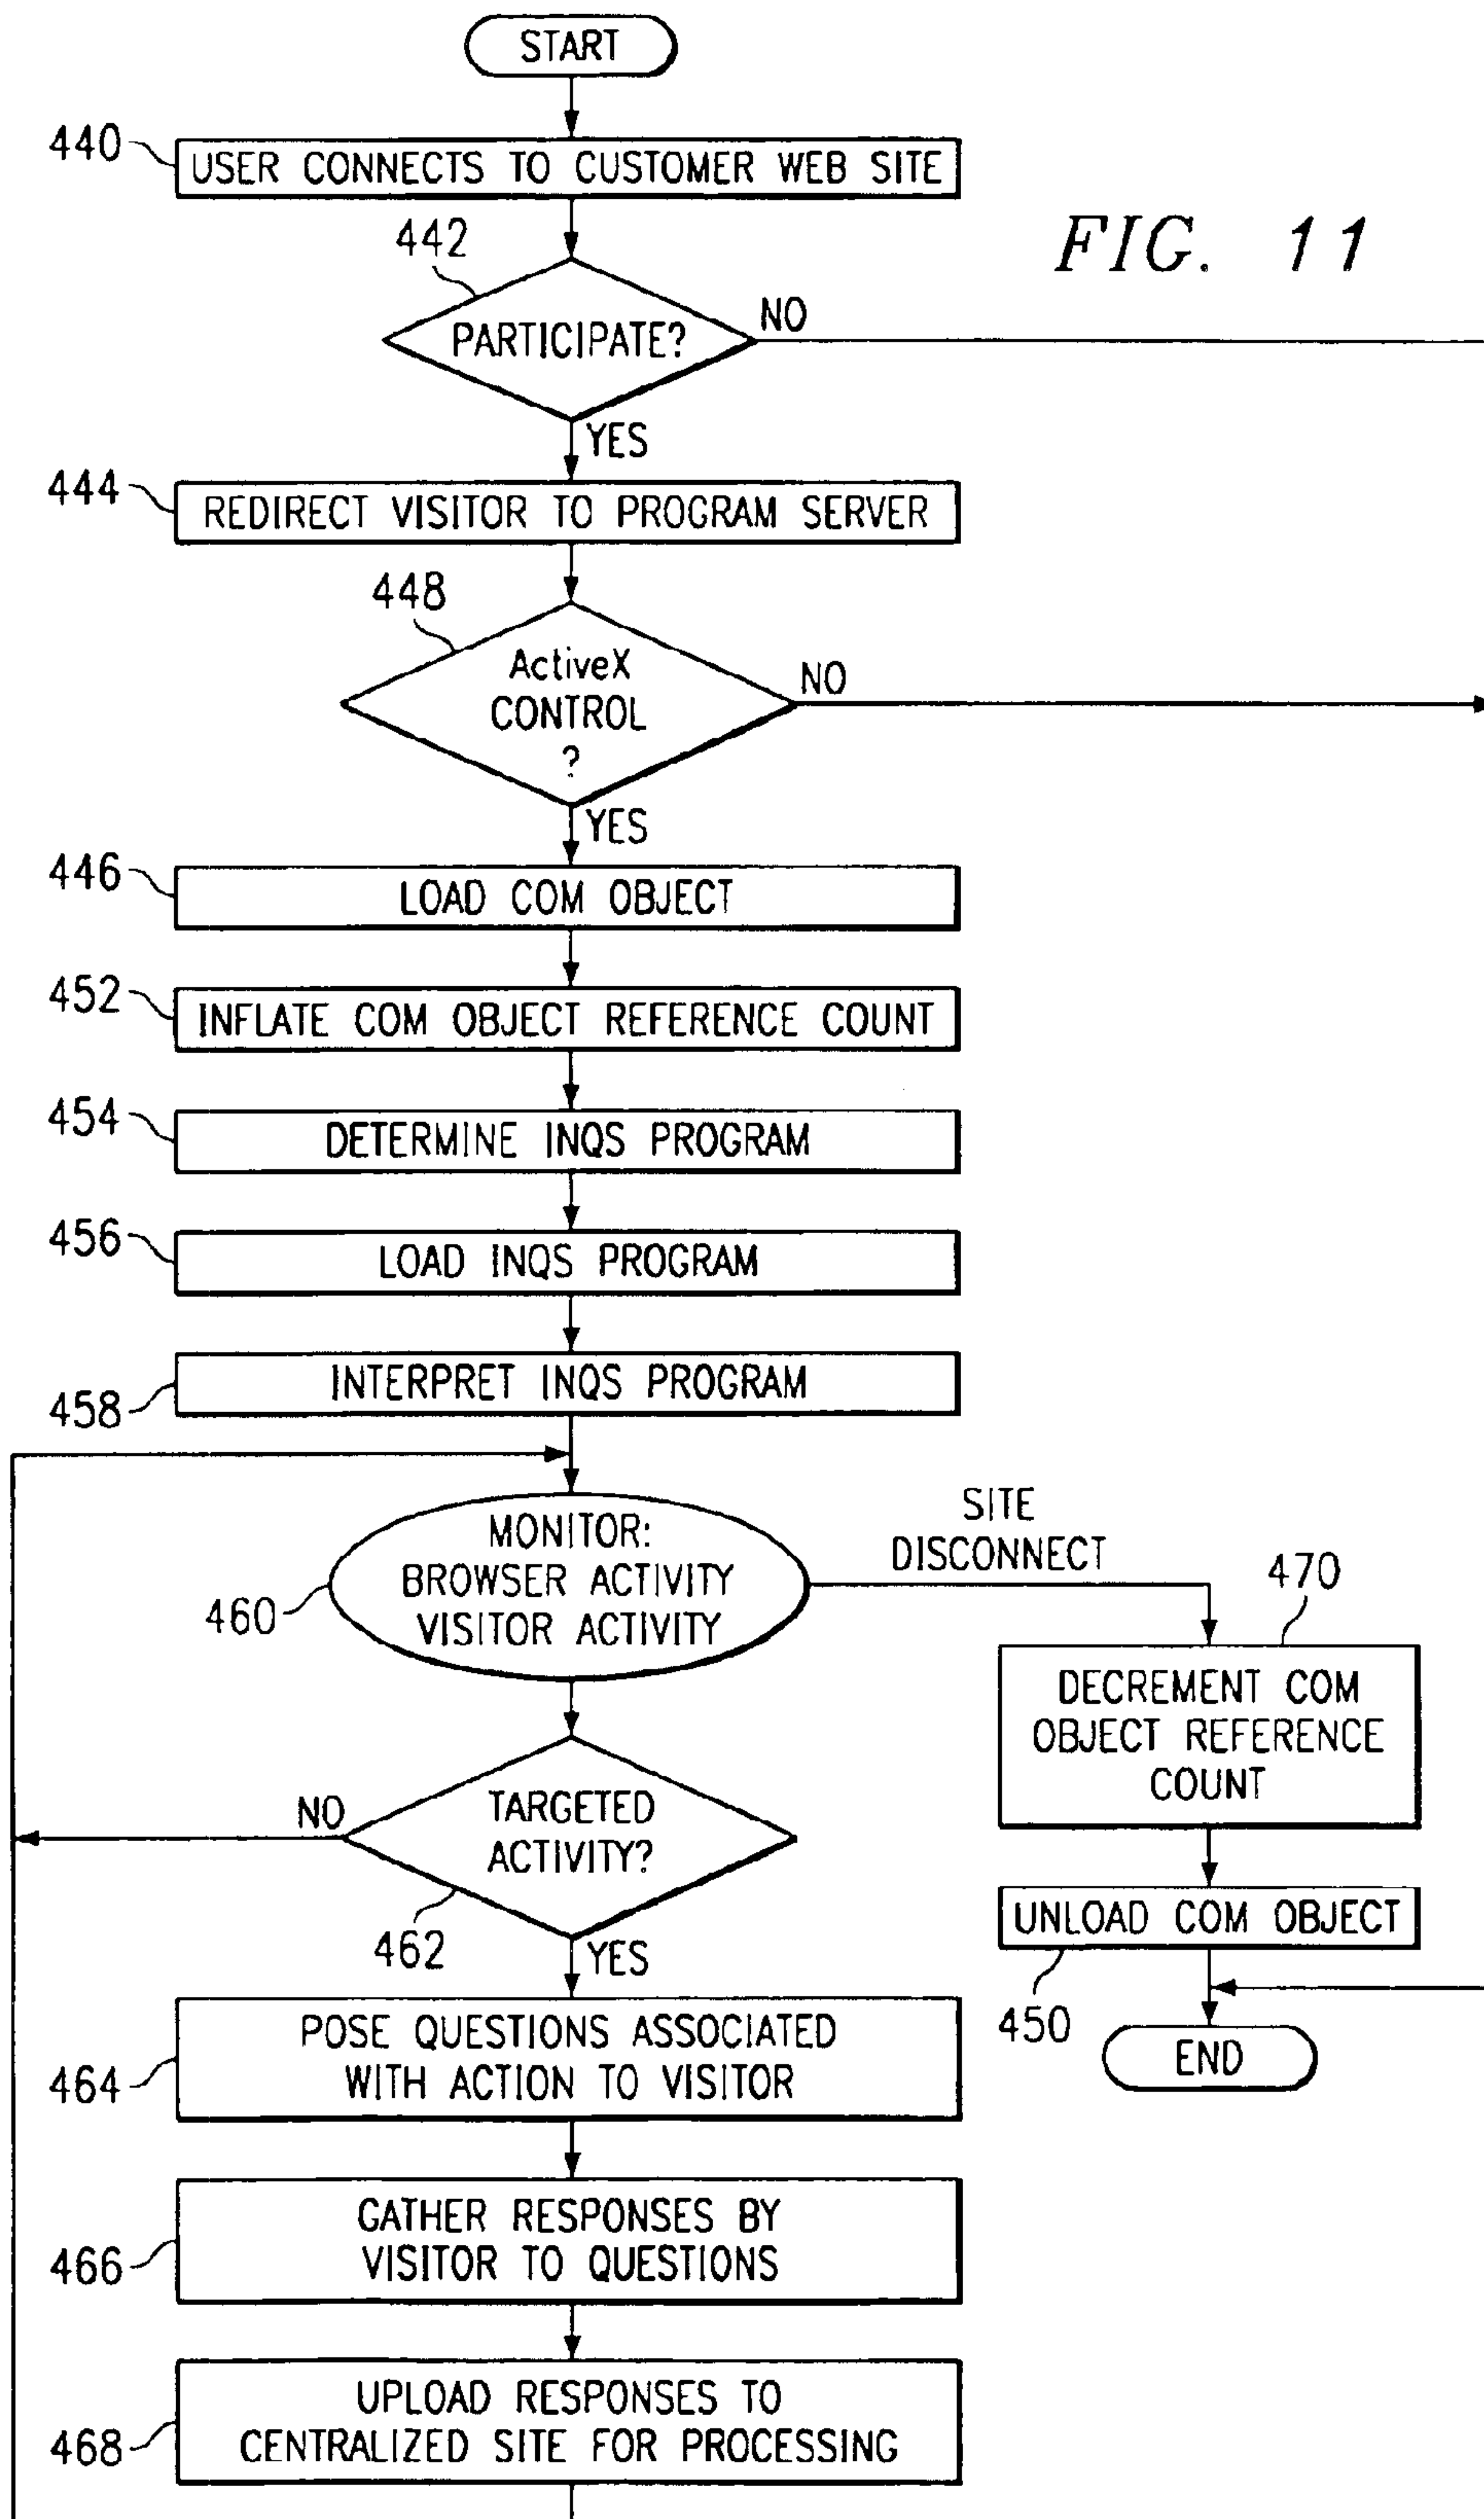 START
440
USER CONNECTS TO CUSTOMER WEB SITE
FIG. 11
442
PARTICIPATE?
NO
YES
444
REDIRECT VISITOR TO PROGRAM SERVER
448
ActiveX
CONTROL
?
NO
YES
446
LOAD COM OBJECT
452
INFLATE COM OBJECT REFERENCE COUNT
454
DETERMINE INQS PROGRAM
456
LOAD INQS PROGRAM
458
INTERPRET INQS PROGRAM
460
MONITOR:
BROWSER ACTIVITY
VISITOR ACTIVITY
SITE
DISCONNECT
470
DECREMENT COM
OBJECT REFERENCE
COUNT
UNLOAD COM OBJECT
450
END
TARGETED
ACTIVITY?
NO
462
YES
464
POSE QUESTIONS ASSOCIATED
WITH ACTION TO VISITOR
466
GATHER RESPONSES BY
VISITOR TO QUESTIONS
468
UPLOAD RESPONSES TO
CENTRALIZED SITE FOR PROCESSING